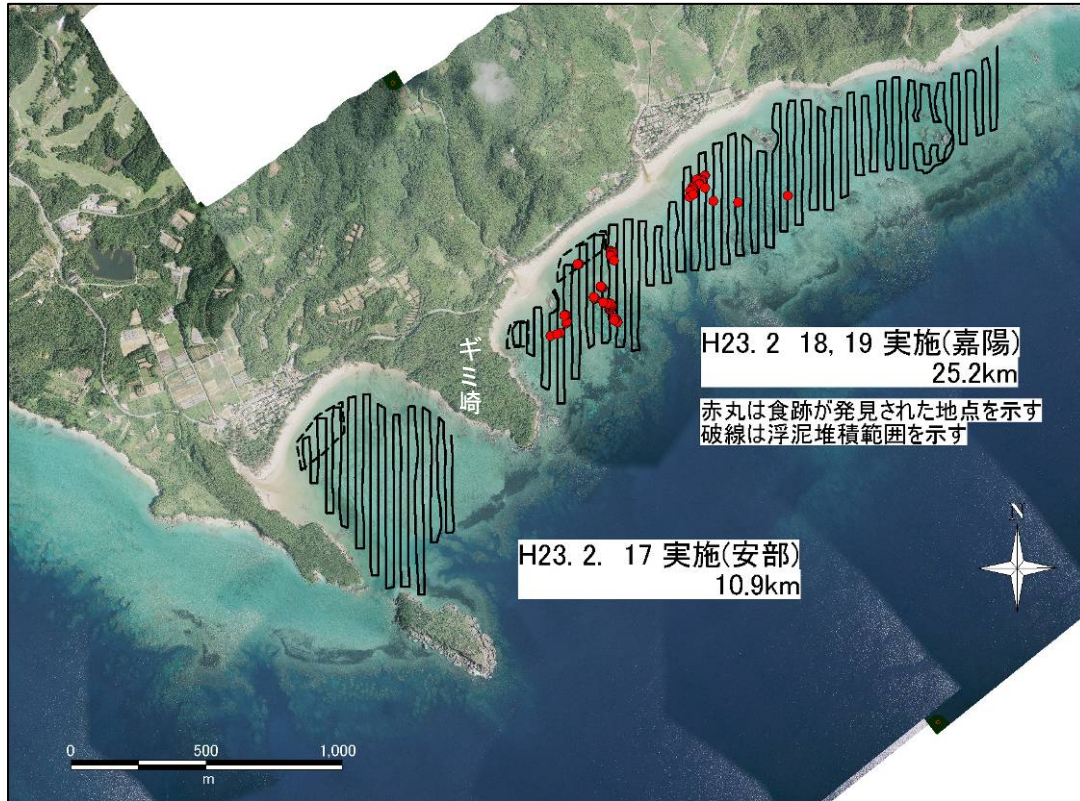 ギミ崎
H23.2 18,19 実施(嘉陽)
25.2km
赤丸は食跡が発見された地点を示す
破線は浮泥堆積範囲を示す
N
H23.2. 17 実施(安部)
10.9km
0 500 1,000
m